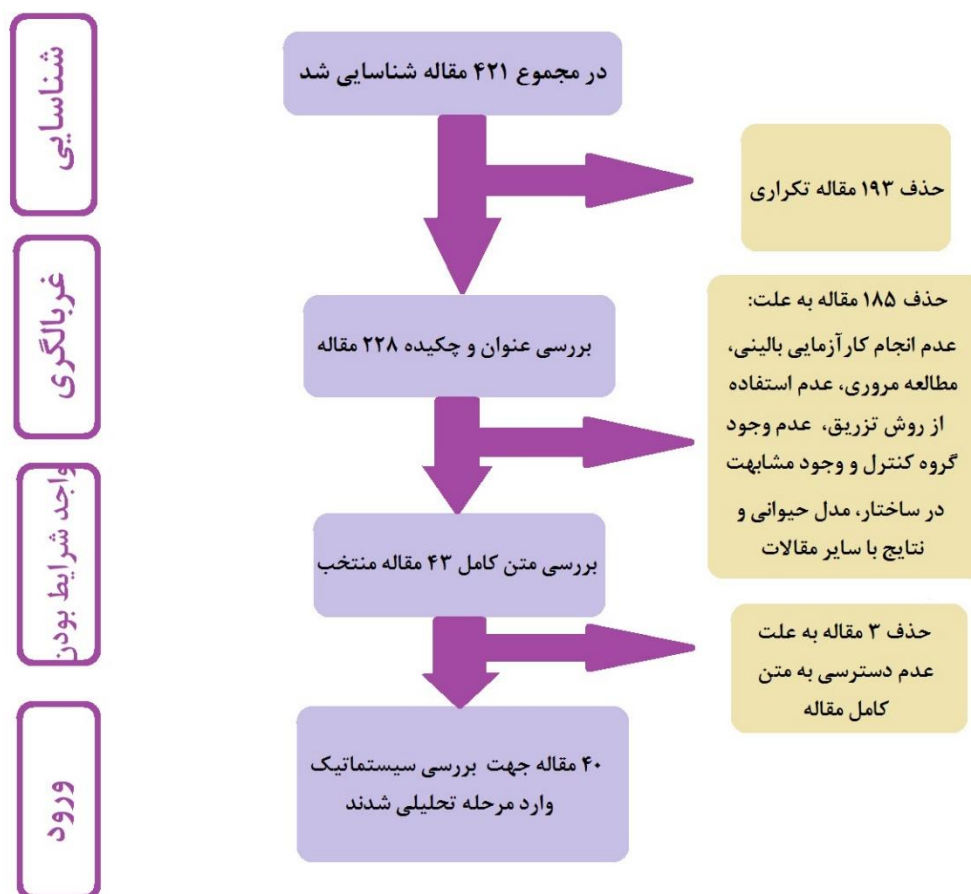 شناسایی
در مجموع ۴۲۱ مقاله شناسایی شد
حذف ۱۹۳ مقاله تکراری
غربالگری
بررسی عنوان و چکیده ۲۲۸ مقاله
حذف ۱۸۵ مقاله به علت:
عدم انجام کارآزمایی بالینی،
مطالعه مروری، عدم استفاده
از روش تزریق، عدم وجود
گروه کنترل و وجود مشابهت
در ساختار، مدل حیوانی و
نتایج با سایر مقالات
واجد شرایط بودن
بررسی متن کامل ۴۳ مقاله منتخب
حذف ۳ مقاله به علت
عدم دسترسی به متن
کامل مقاله
ورود
۴۰ مقاله جهت بررسی سیستماتیک
وارد مرحله تحلیلی شدند